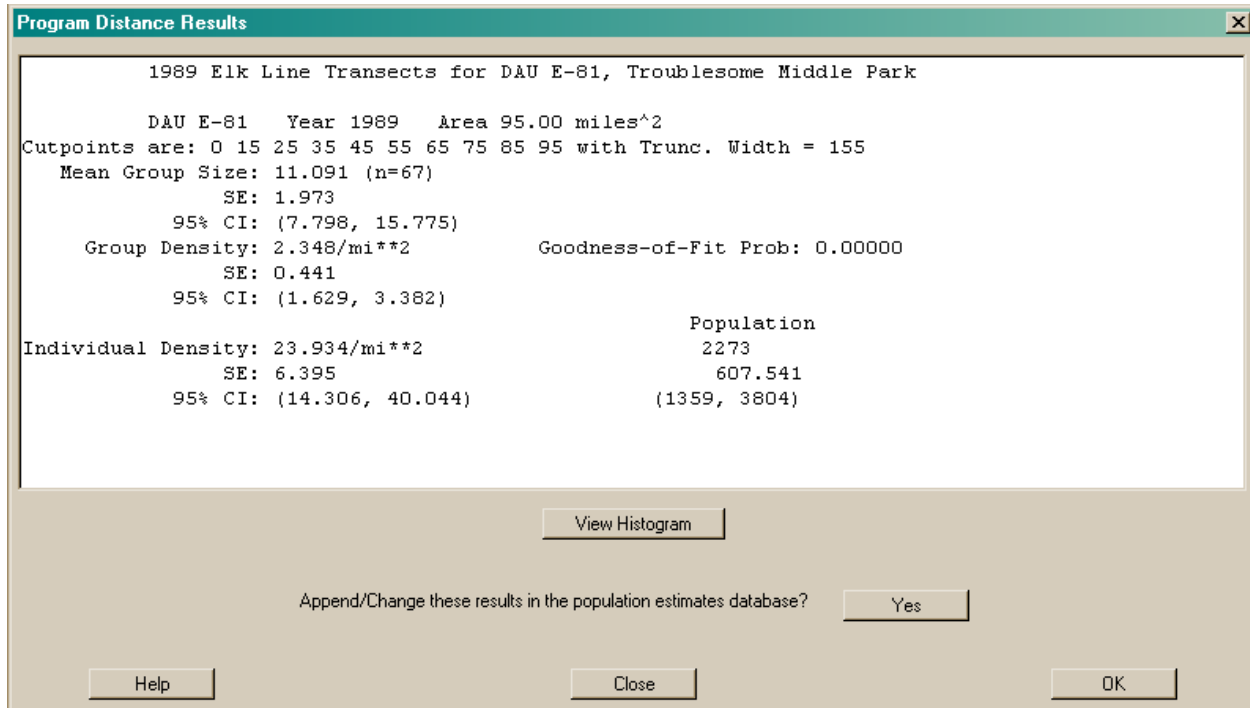 Program Distance Results
1989 Elk Line Transects for DAU E-81, Troublesome Middle Park
DAU E-81 Year 1989 Area 95.00 miles^2
Cutpoints are: 0 15 25 35 45 55 65 75 85 95 with Trunc. Width = 155
Mean Group Size: 11.091 (n=67)
SE: 1.973
95% CI: (7.798, 15.775)
Group Density: 2.348/mi**2 Goodness-of-Fit Prob: 0.00000
SE: 0.441
95% CI: (1.629, 3.382)
Population
Individual Density: 23.934/mi**2 2273
SE: 6.395 607.541
95% CI: (14.306, 40.044) (1359, 3804)
View Histogram
Append/Change these results in the population estimates database? Yes
Help Close OK